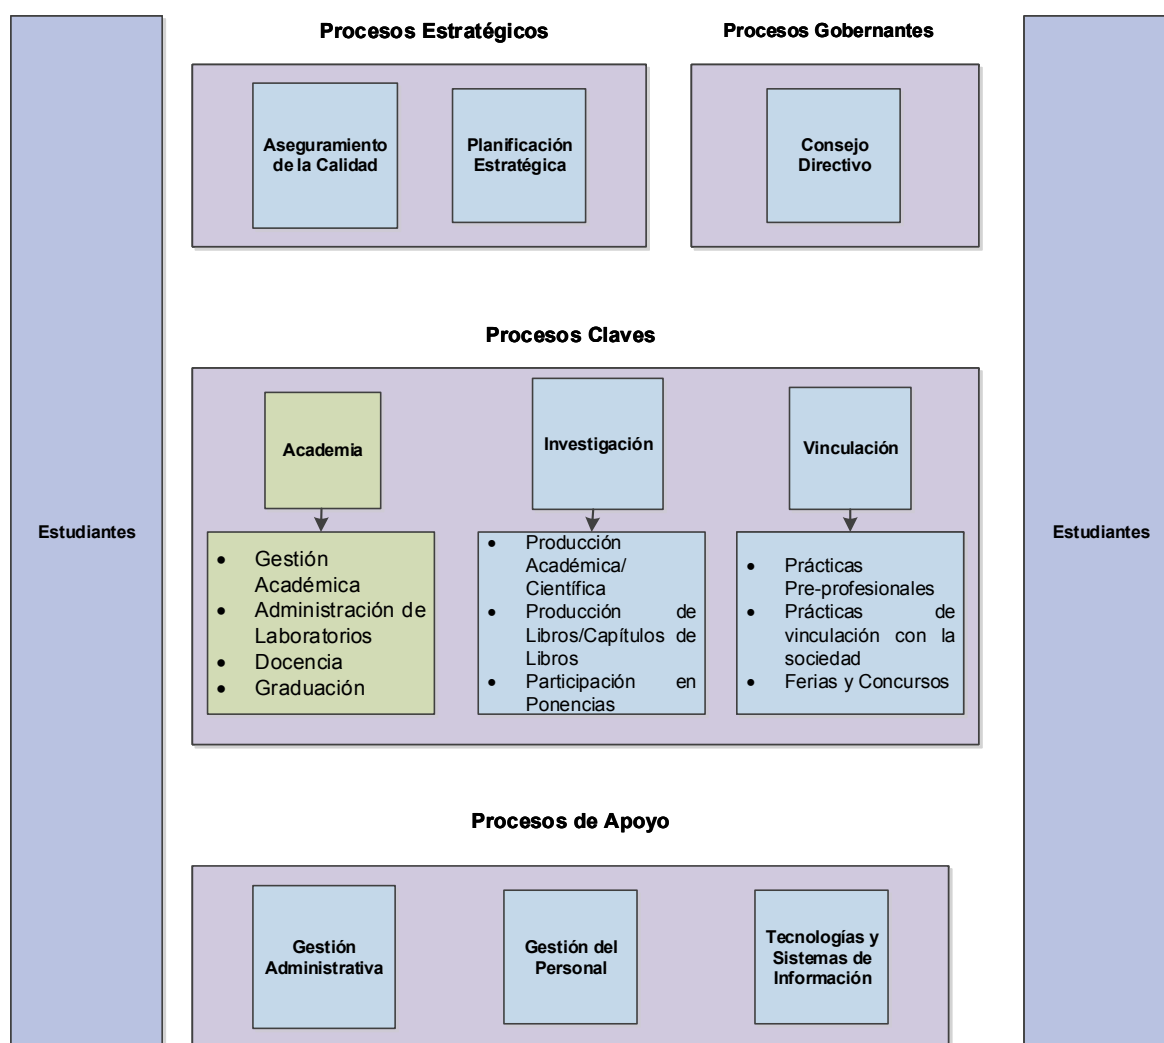 Procesos Estratégicos
Procesos Gobernantes
Aseguramiento
de la Calidad
Planificación
Estratégica
Consejo
Directivo
Procesos Claves
Academia
Investigación
Vinculación
Estudiantes
• Gestión
Académica
• Administración de
Laboratorios
• Docencia
• Graduación
• Producción
Académica/
Científica
• Producción de
Libros/Capítulos de
Libros
• Participación en
Ponencias
• Prácticas
Pre-profesionales
• Prácticas de
vinculación con la
sociedad
• Ferias y Concursos
Estudiantes
Procesos de Apoyo
Gestión
Administrativa
Gestión del
Personal
Tecnologías y
Sistemas de
Información